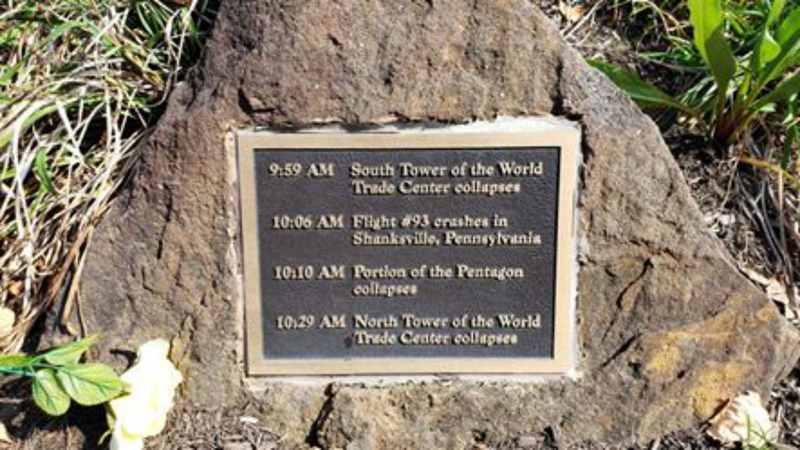 9:59 AM South Tower of the World
Trade Center collapses
10:06 AM Flight #93 crashes in
Shanksville, Pennsylvania
10:10 AM Portion of the Pentagon
collapses
10:29 AM North Tower of the World
Trade Center collapses